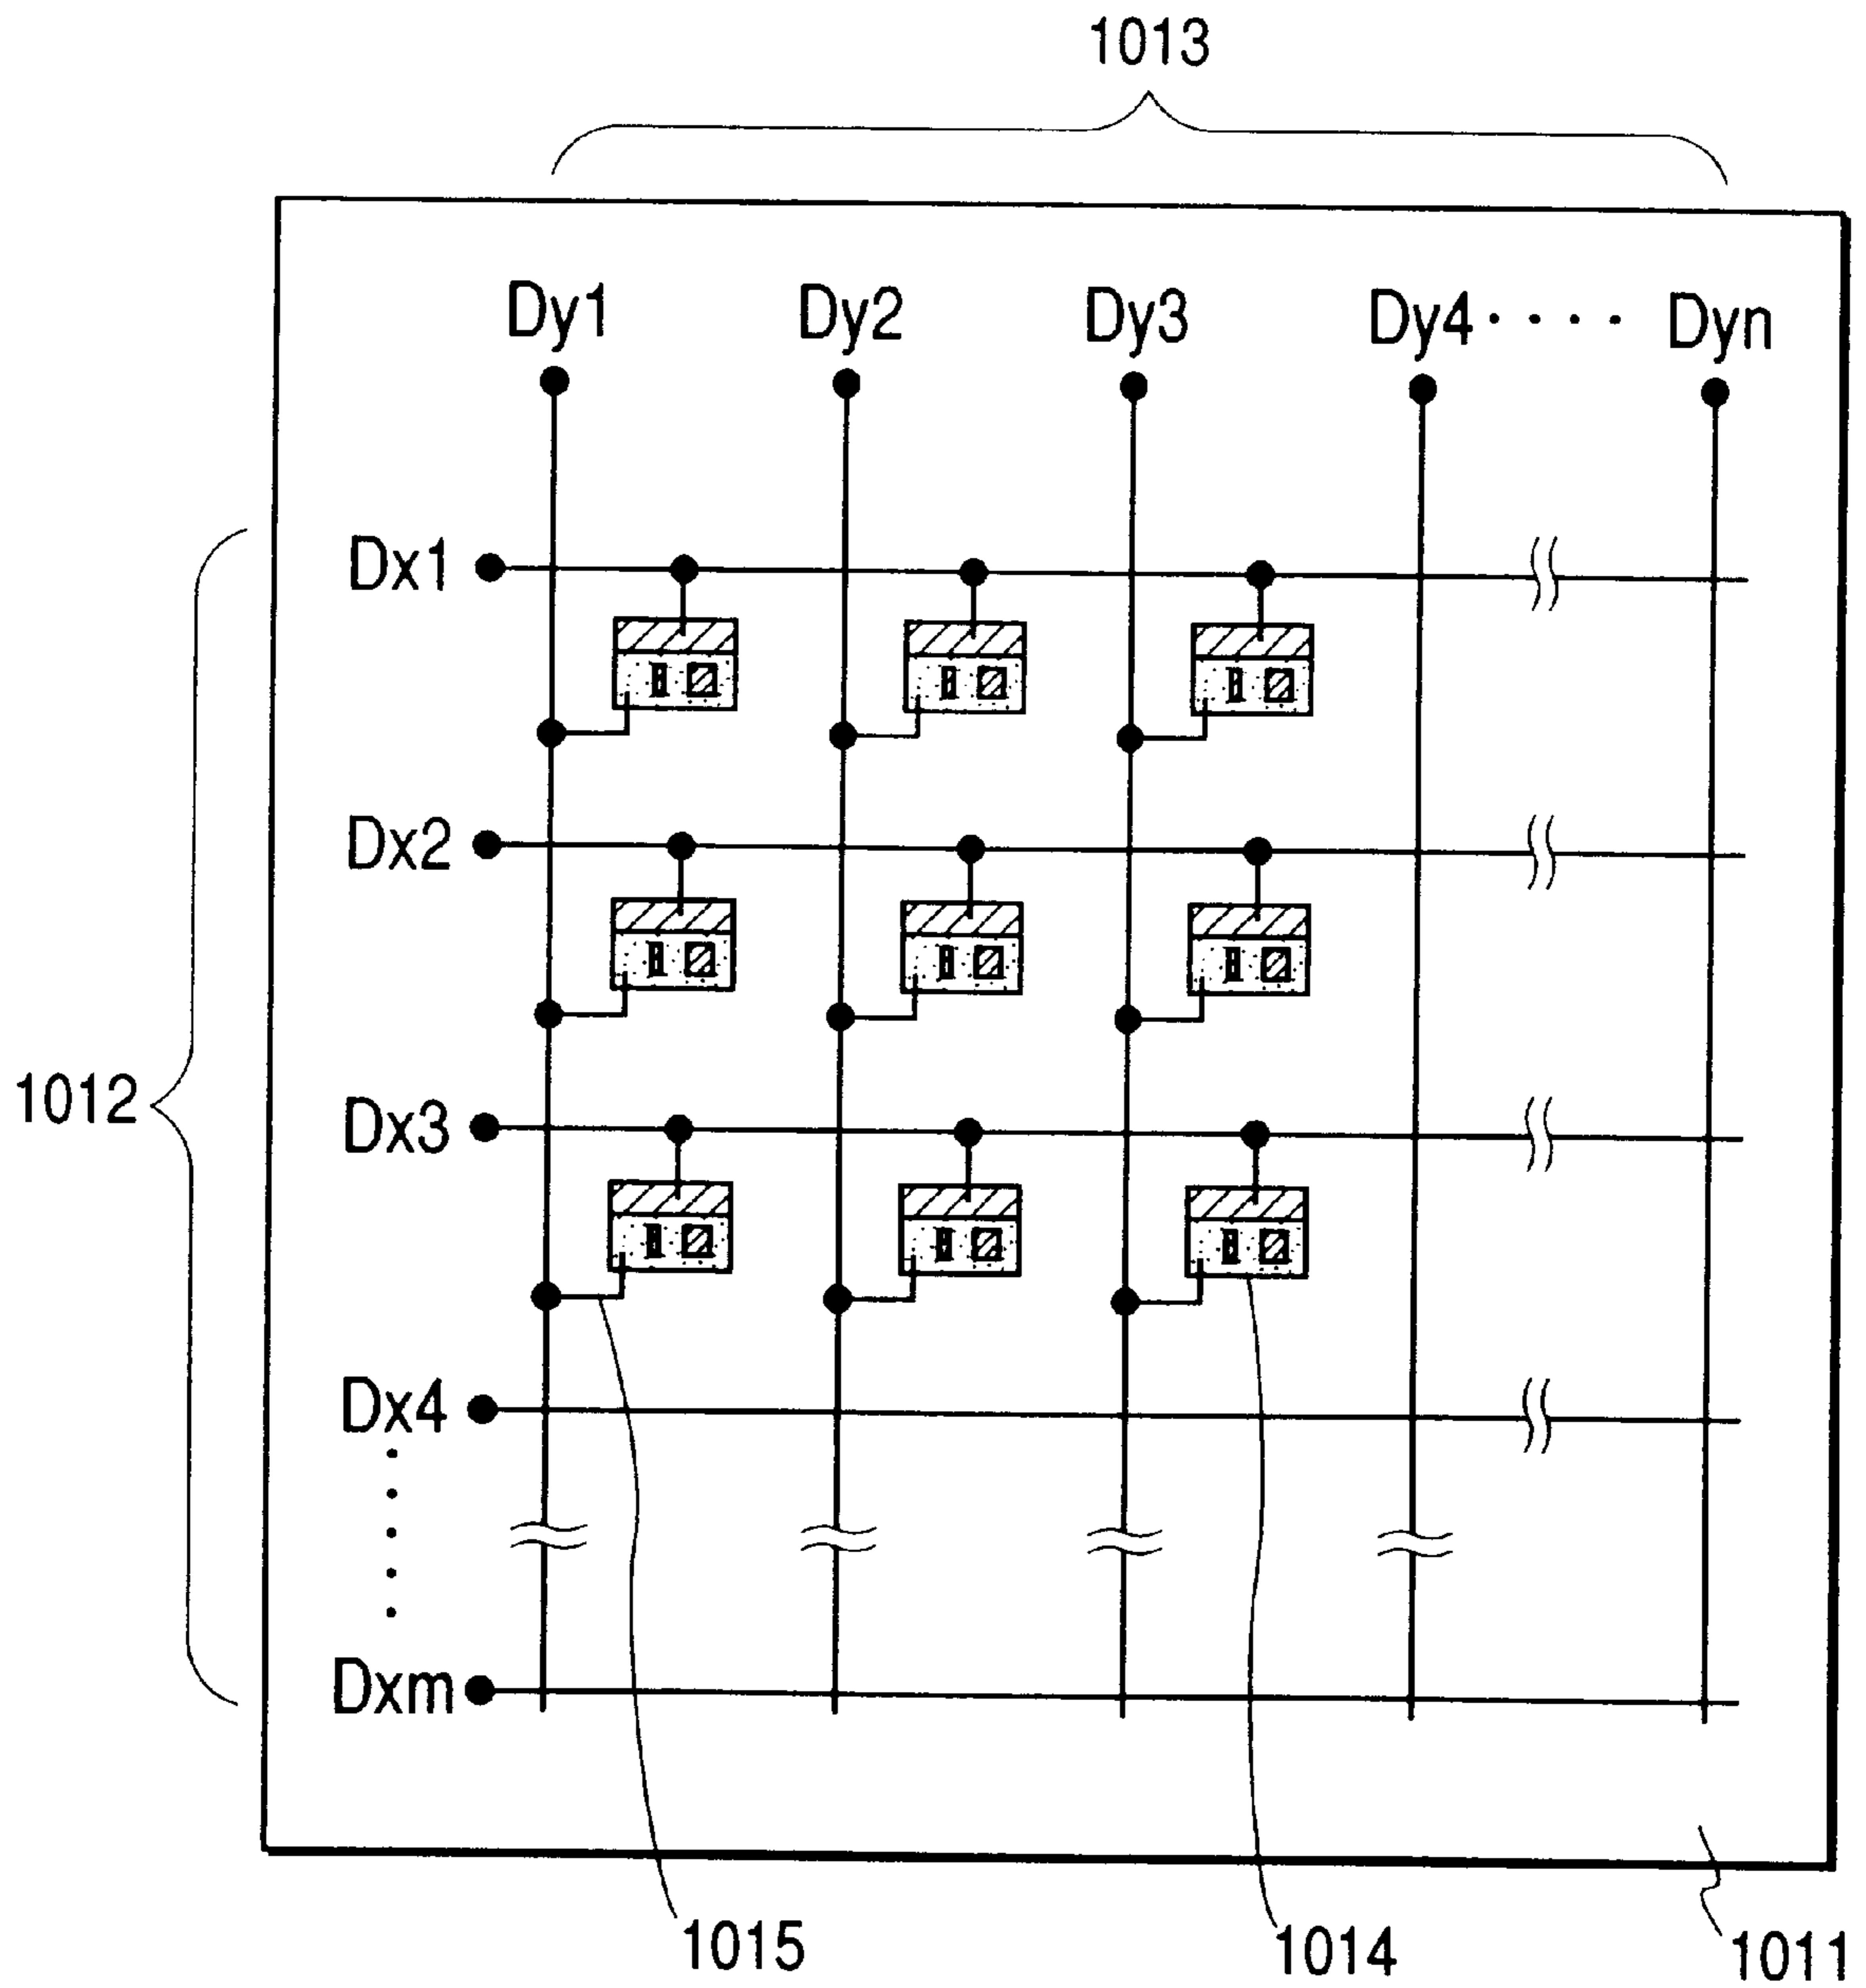 1013
Dy1 Dy2 Dy3 Dy4 · · · · Dyn
Dx1
Dx2
1012
Dx3
Dx4
Dxm
1015
1014
1011